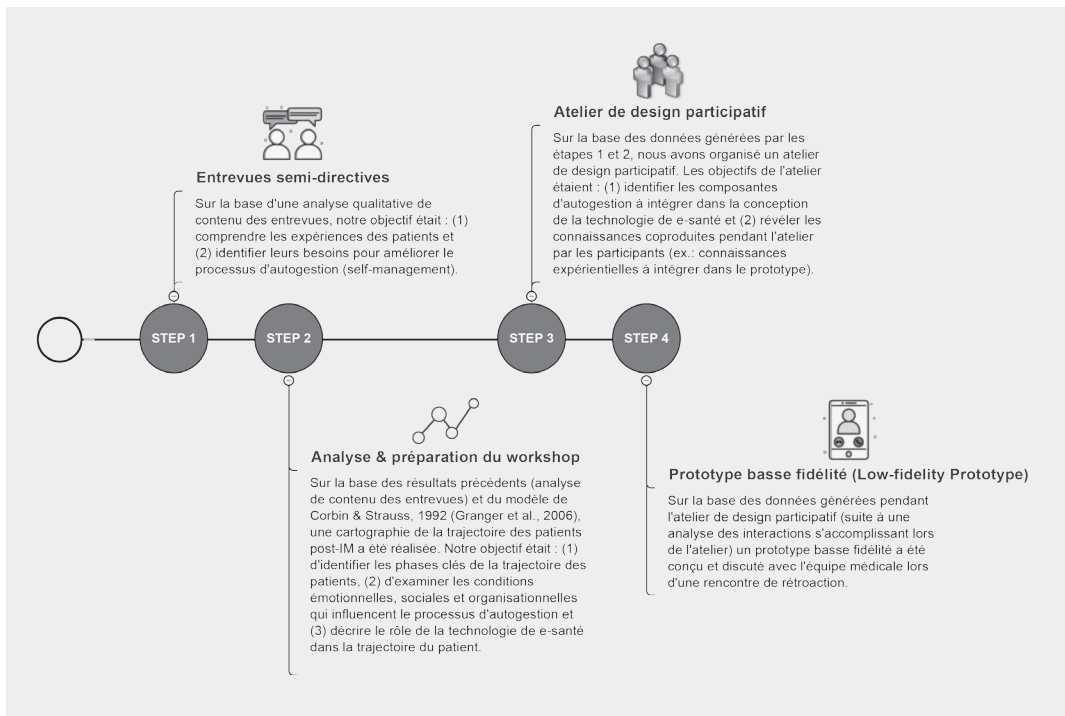 Entrevues semi-directives
Sur la base d'une analyse qualitative de
contenu des entrevues, notre objectif était : (1)
comprendre les expériences des patients et
(2) identifier leurs besoins pour améliorer le
processus d'autogestion (self-management).
Atelier de design participatif
Sur la base des données générées par les
étapes 1 et 2, nous avons organisé un atelier
de design participatif. Les objectifs de l'atelier
étaient : (1) identifier les composantes
d'autogestion à intégrer dans la conception
de la technologie de e-santé et (2) révéler les
connaissances coproduites pendant l'atelier
par les participants (ex.: connaissances
expérientielles à intégrer dans le prototype).
STEP 1
STEP 2
STEP 3
STEP 4
Analyse & préparation du workshop
Sur la base des résultats précédents (analyse
de contenu des entrevues) et du modèle de
Corbin & Strauss, 1992 (Granger et al., 2006),
une cartographie de la trajectoire des patients
post-IM a été réalisée. Notre objectif était : (1)
d'identifier les phases clés de la trajectoire des
patients, (2) d'examiner les conditions
émotionnelles, sociales et organisationnelles
qui influencent le processus d'autogestion et
(3) décrire le rôle de la technologie de e-santé
dans la trajectoire du patient.
Prototype basse fidélité (Low-fidelity Prototype)
Sur la base des données générées pendant
l'atelier de design participatif (suite à une
analyse des interactions s'accomplissant lors
de l'atelier) un prototype basse fidélité a été
conçu et discuté avec l'équipe médicale lors
d'une rencontre de rétroaction.